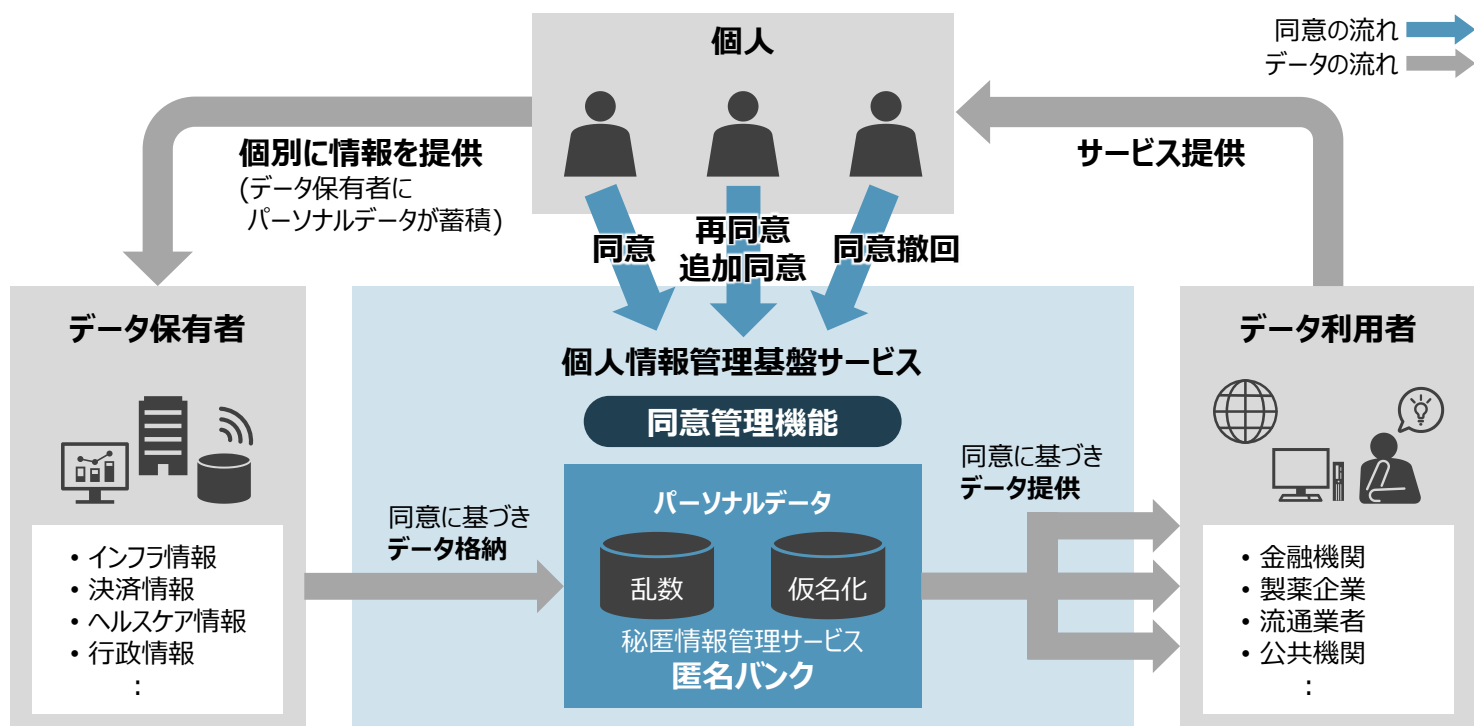 個人
同意の流れ
データの流れ
個別に情報を提供
(データ保有者に
パーソナルデータが蓄積)
サービス提供
同意
再同意
追加同意
同意撤回
データ保有者
・インフラ情報
・決済情報
・ヘルスケア情報
・行政情報
：
個人情報管理基盤サービス
同意管理機能
同意に基づき
データ格納
パーソナルデータ
乱数
仮名化
秘匿情報管理サービス
匿名バンク
同意に基づき
データ提供
データ利用者
・金融機関
・製薬企業
・流通業者
・公共機関
：